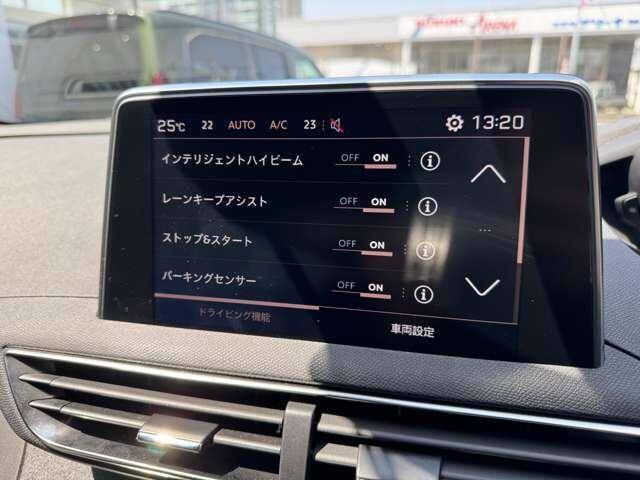 25℃ 22 AUTO A/C 23 13:20
インテリジェントハイビーム OFF ON
レーンキープアシスト OFF ON
ストップ&スタート OFF ON
パーキングセンサー OFF ON
ドライビング機能 車両設定